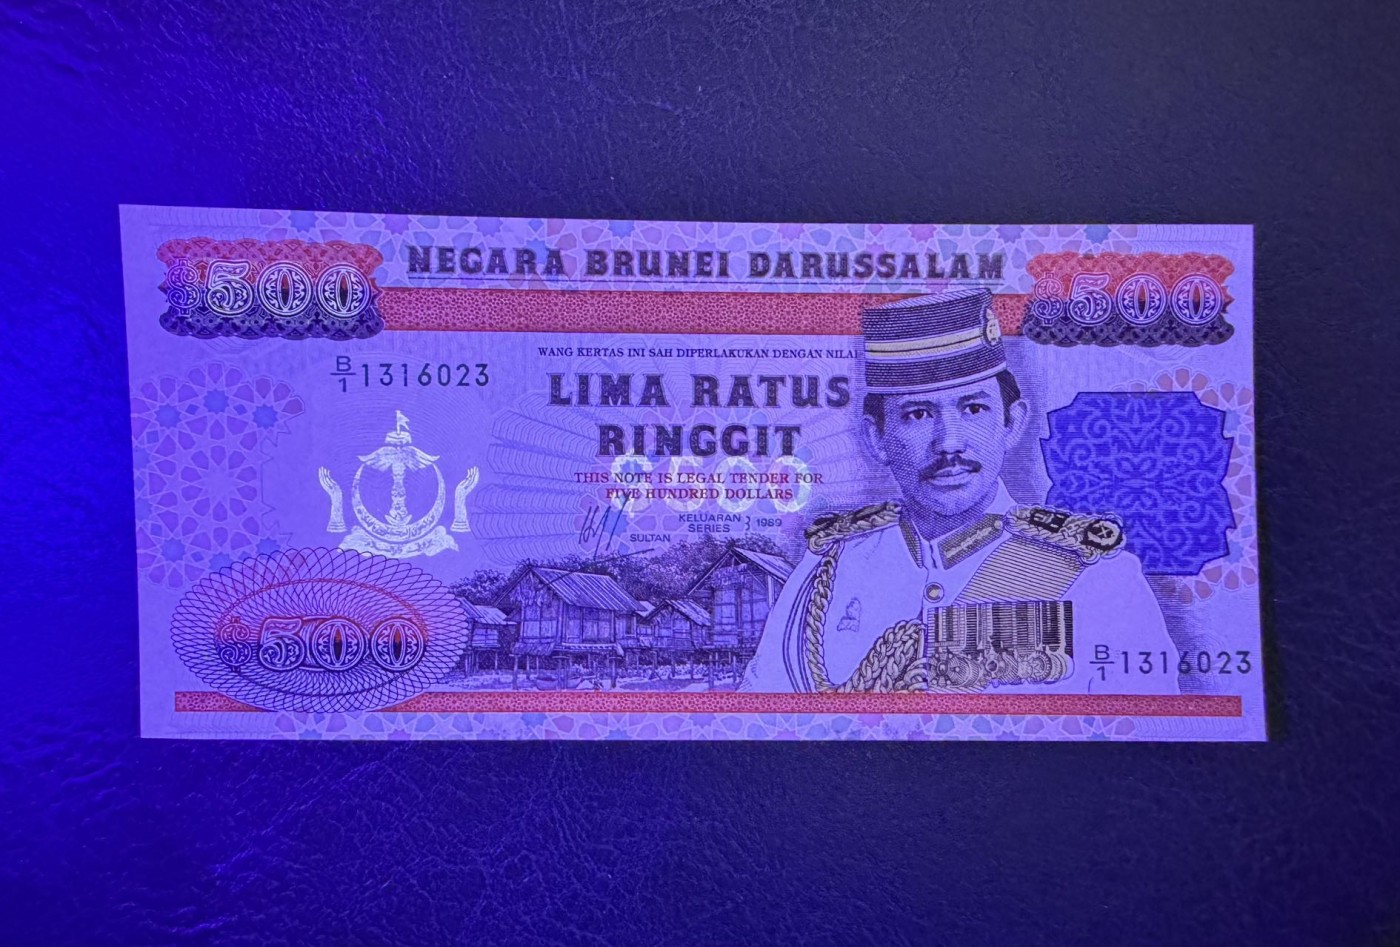 NEGARA BRUNEI DARUSSALAM
$500
$500
B/1 1316023
WANG KERTAS INI SAH DIPERLAKUKAN DENGAN NILAI
LIMA RATUS
RINGGIT
$500
THIS NOTE IS LEGAL TENDER FOR
FIVE HUNDRED DOLLARS
KELUARAN
SERIES } 1989
SULTAN
$500
B/1 1316023